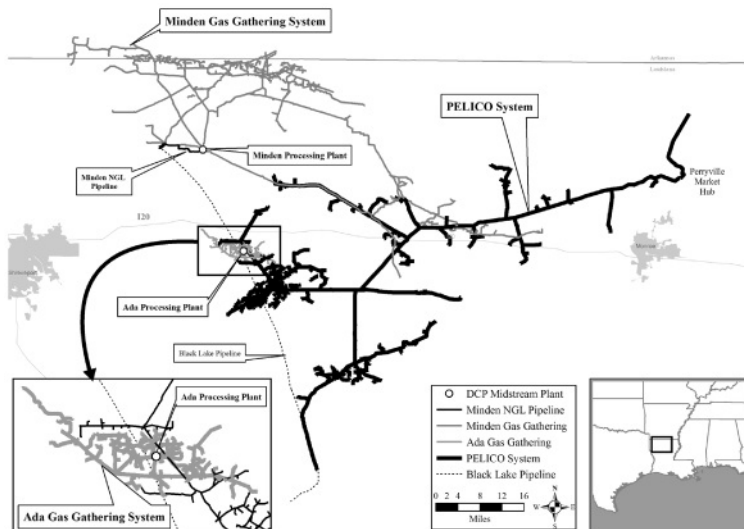 Minden Gas Gathering System
Arkansas
Louisiana
PELICO System
Minden Processing Plant
Minden NGL
Pipeline
Perryville
Market
Hub
I20
Monroe
Shreveport
Ada Processing Plant
Black Lake Pipeline
Ada Processing Plant
Ada Gas Gathering System
DCP Midstream Plant
Minden NGL Pipeline
Minden Gas Gathering
Ada Gas Gathering
PELICO System
Black Lake Pipeline
0 2 4 8 12 16
Miles
N
W E
S